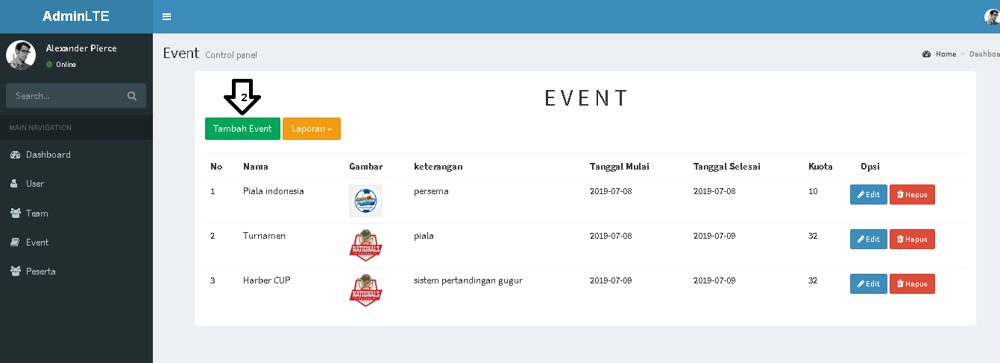 AdminLTE
Alexander Pierce
Online
Search...
MAIN NAVIGATION
Dashboard
User
Team
Event
Peserta
Event Control panel
Home > Dashboa
EVENT
2
Tambah Event Laporan
No Nama Gambar keterangan Tanggal Mulai Tanggal Selesai Kuota Opsi
1 Piala indonesia persema 2019-07-08 2019-07-08 10 Edit Hapus
2 Turnamen NATIONALS piala 2019-07-08 2019-07-09 32 Edit Hapus
3 Harber CUP NATIONALS sistem pertandingan gugur 2019-07-09 2019-07-09 32 Edit Hapus